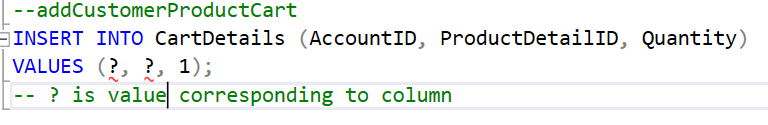 --addCustomerProductCart
INSERT INTO CartDetails (AccountID, ProductDetailID, Quantity)
VALUES (?, ?, 1);
-- ? is value corresponding to column